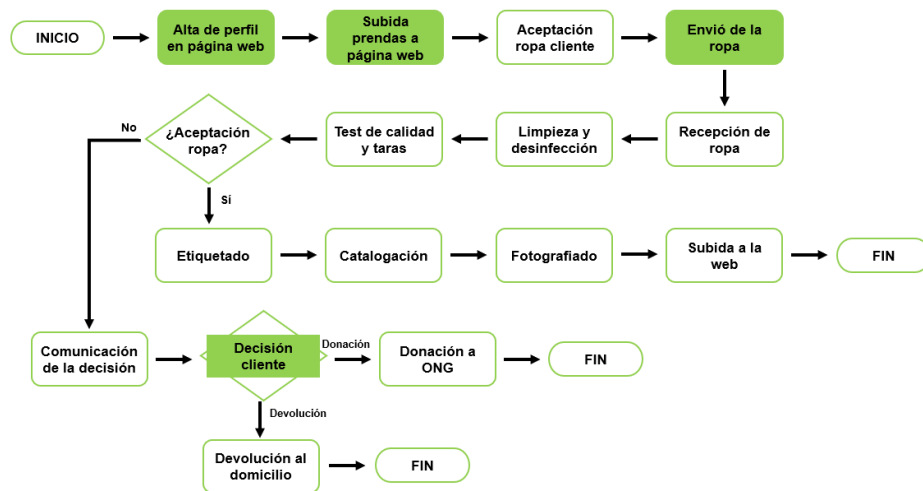 INICIO
Alta de perfil
en página web
Subida
prendas a
página web
Aceptación
ropa cliente
Envió de la
ropa
No
¿Aceptación
ropa?
Test de calidad
y taras
Limpieza y
desinfección
Recepción de
ropa
Sí
Etiquetado
Catalogación
Fotografiado
Subida a la
web
FIN
Comunicación
de la decisión
Decisión
cliente
Donación
Donación a
ONG
FIN
Devolución
Devolución al
domicilio
FIN